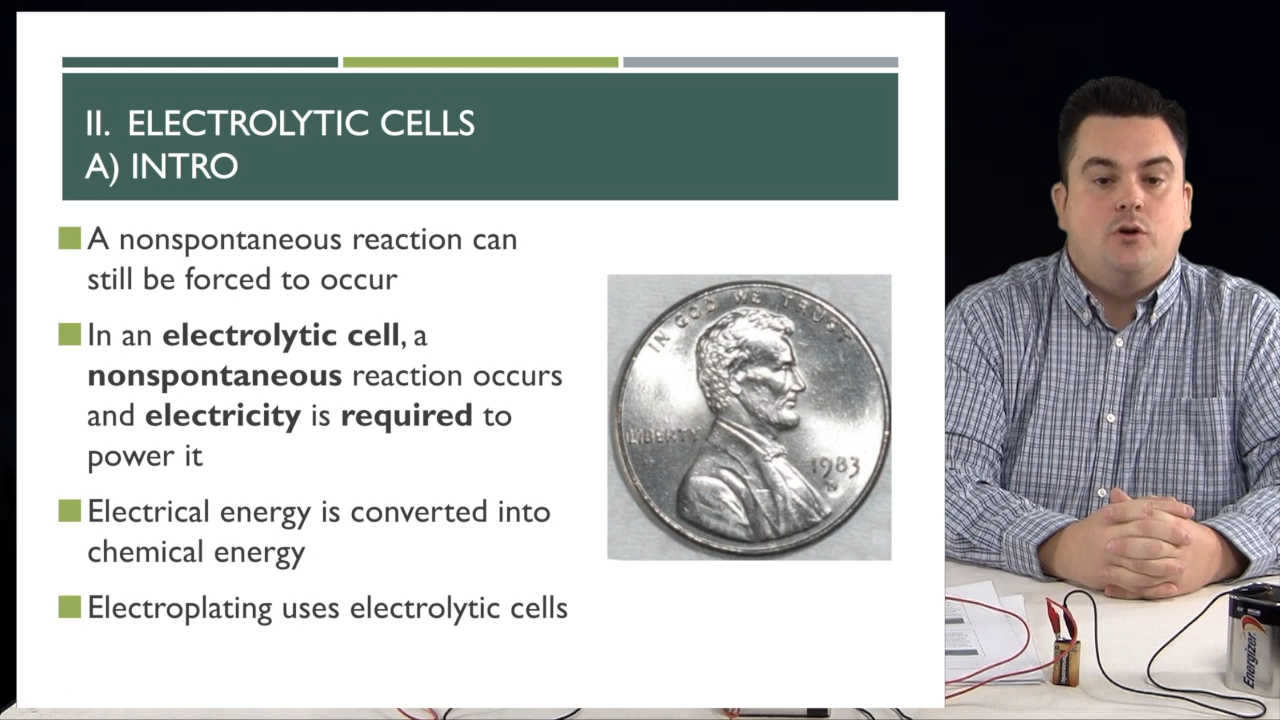 II. ELECTROLYTIC CELLS
A) INTRO
A nonspontaneous reaction can
still be forced to occur
In an electrolytic cell, a
nonspontaneous reaction occurs
and electricity is required to
power it
Electrical energy is converted into
chemical energy
Electroplating uses electrolytic cells
IN GOD WE TRUST
LIBERTY
1983
D
Energizer